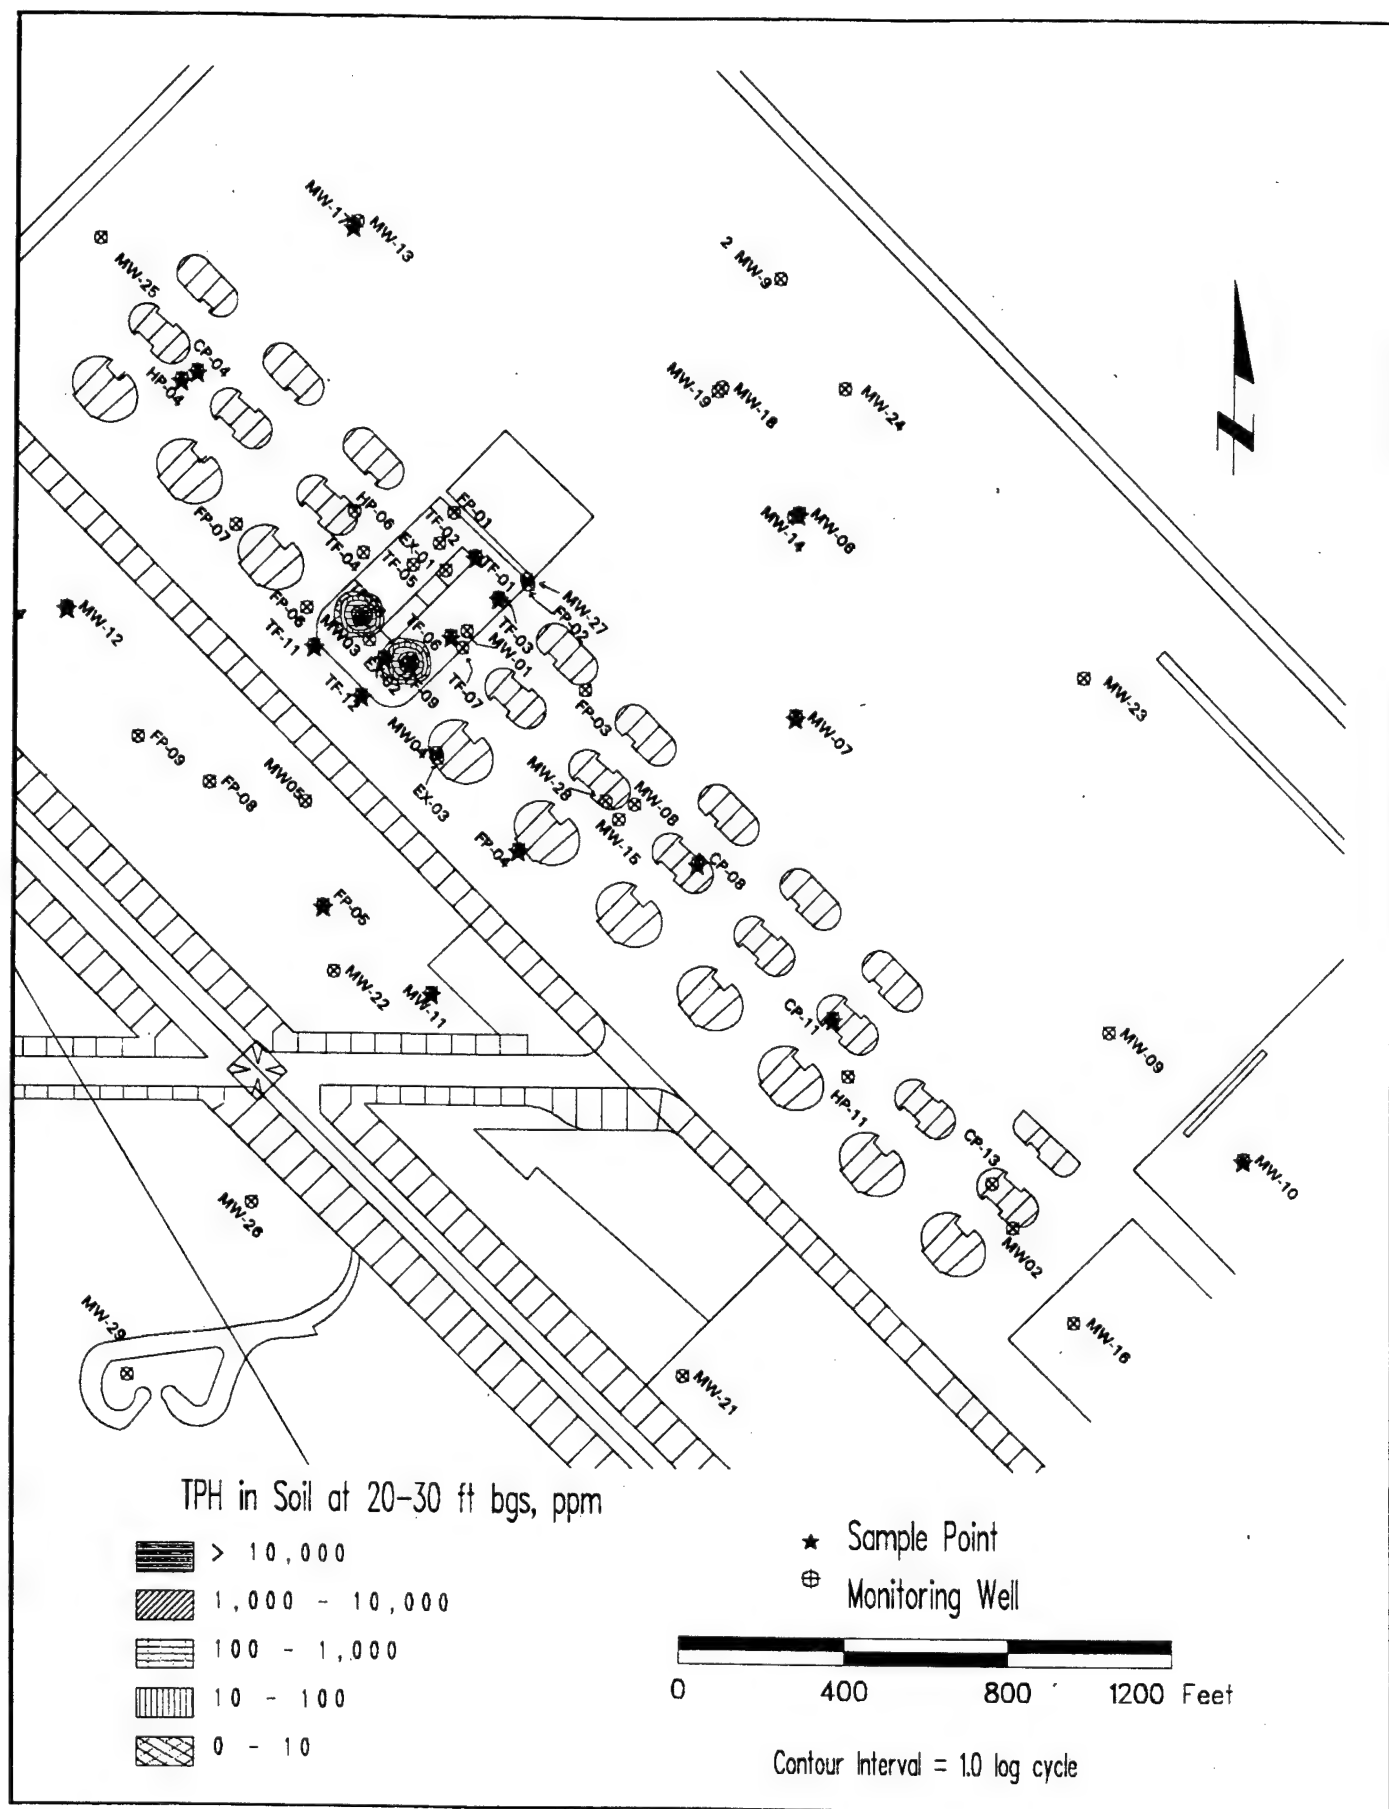 MW-17
MW-13
MW-25
2 MW-9
CP-04
HP-04
MW-19
MW-18
MW-24
HP-06
FP-01
TF-02
EX-01
TF-04
TF-05
TF-01
FP-07
MW-14
MW-06
MW-27
FP-02
TF-03
FP-06
MW03
TF-06
MW-01
TF-11
EX-02
TF-07
TF-12
MW-12
FP-03
MW-23
MW-07
FP-09
FP-08
MW05
MW04
EX-03
MW-28
MW-08
MW-15
FP-04
CP-08
FP-05
MW-22
MW-11
CP-11
MW-09
HP-11
CP-13
MW-10
MW02
MW-26
MW-29
MW-16
MW-21
TPH in Soil at 20-30 ft bgs, ppm
> 10,000
1,000 - 10,000
100 - 1,000
10 - 100
0 - 10
Sample Point
Monitoring Well
0 400 800 1200 Feet
Contour Interval = 1.0 log cycle